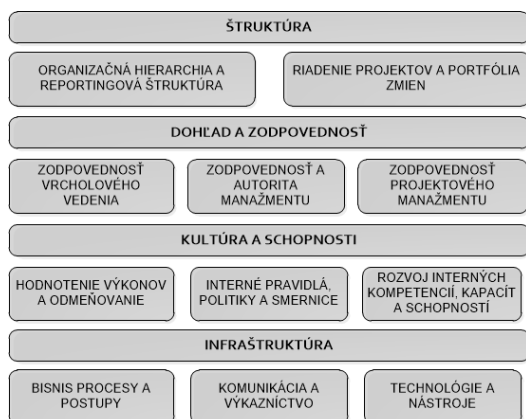 ŠTRUKTÚRA
ORGANIZAČNÁ HIERARCHIA A
REPORTINGOVÁ ŠTRUKTÚRA
RIADENIE PROJEKTOV A PORTFÓLIA
ZMIEN
DOHĽAD A ZODPOVEDNOSŤ
ZODPOVEDNOSŤ
VRCHOLOVÉHO
VEDENIA
ZODPOVEDNOSŤ A
AUTORITA
MANAŽMENTU
ZODPOVEDNOSŤ
PROJEKTOVÉHO
MANAŽMENTU
KULTÚRA A SCHOPNOSTI
HODNOTENIE VÝKONOV
A ODMEŇOVANIE
INTERNÉ PRAVIDLÁ,
POLITIKY A SMERNICE
ROZVOJ INTERNÝCH
KOMPETENCIÍ, KAPACÍT
A SCHOPNOSTÍ
INFRAŠTRUKTÚRA
BISNIS PROCESY A
POSTUPY
KOMUNIKÁCIA A
VÝKAZNÍCTVO
TECHNOLÓGIE A
NÁSTROJE